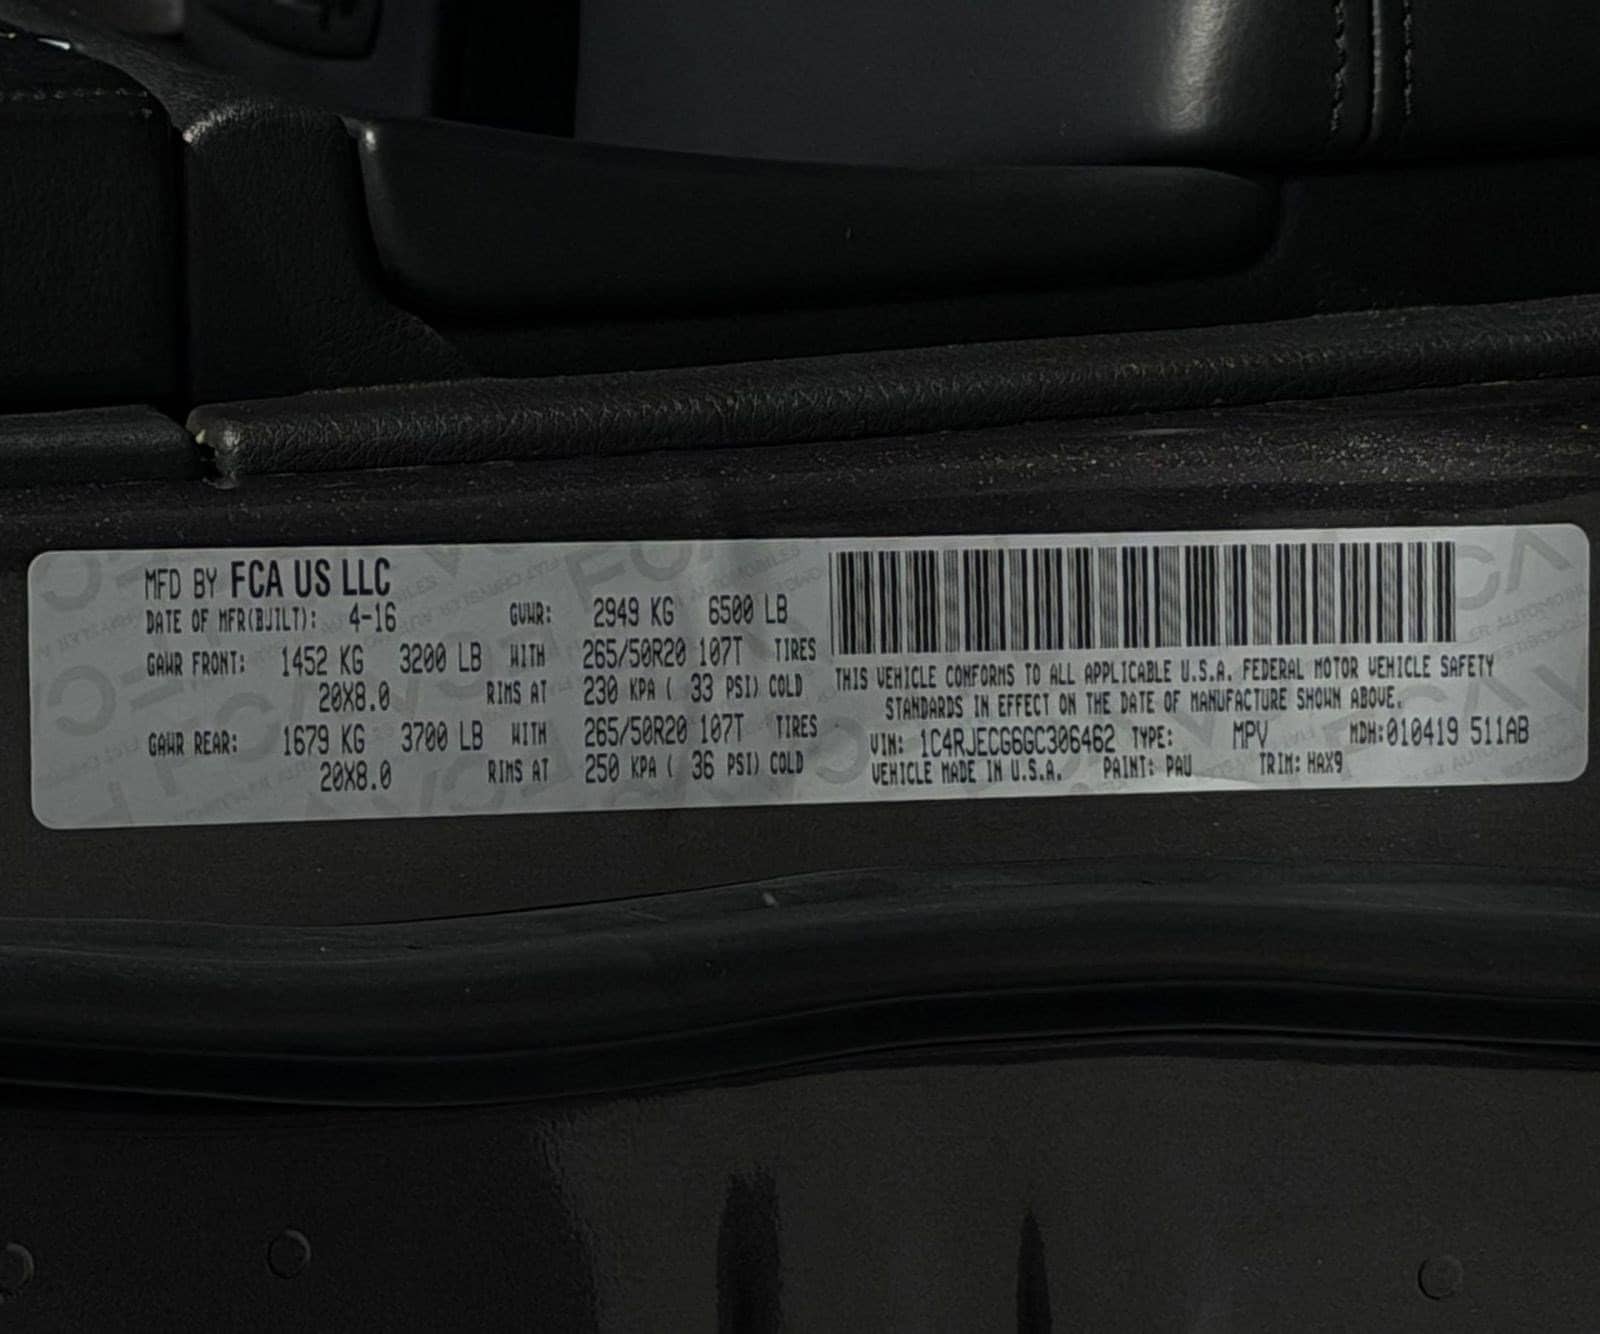 MFD BY FCA US LLC
DATE OF MFR(BUILT): 4-16 GVWR: 2949 KG 6500 LB
GAWR FRONT: 1452 KG 3200 LB WITH 265/50R20 107T TIRES
20X8.0 RIMS AT 230 KPA ( 33 PSI) COLD
GAWR REAR: 1679 KG 3700 LB WITH 265/50R20 107T TIRES
20X8.0 RIMS AT 250 KPA ( 36 PSI) COLD
THIS VEHICLE CONFORMS TO ALL APPLICABLE U.S.A. FEDERAL MOTOR VEHICLE SAFETY
STANDARDS IN EFFECT ON THE DATE OF MANUFACTURE SHOWN ABOVE.
VIN: 1C4RJECG6GC306462 TYPE: MPV MDH:010419 511AB
VEHICLE MADE IN U.S.A. PAINT: PAU TRIM: HAX9